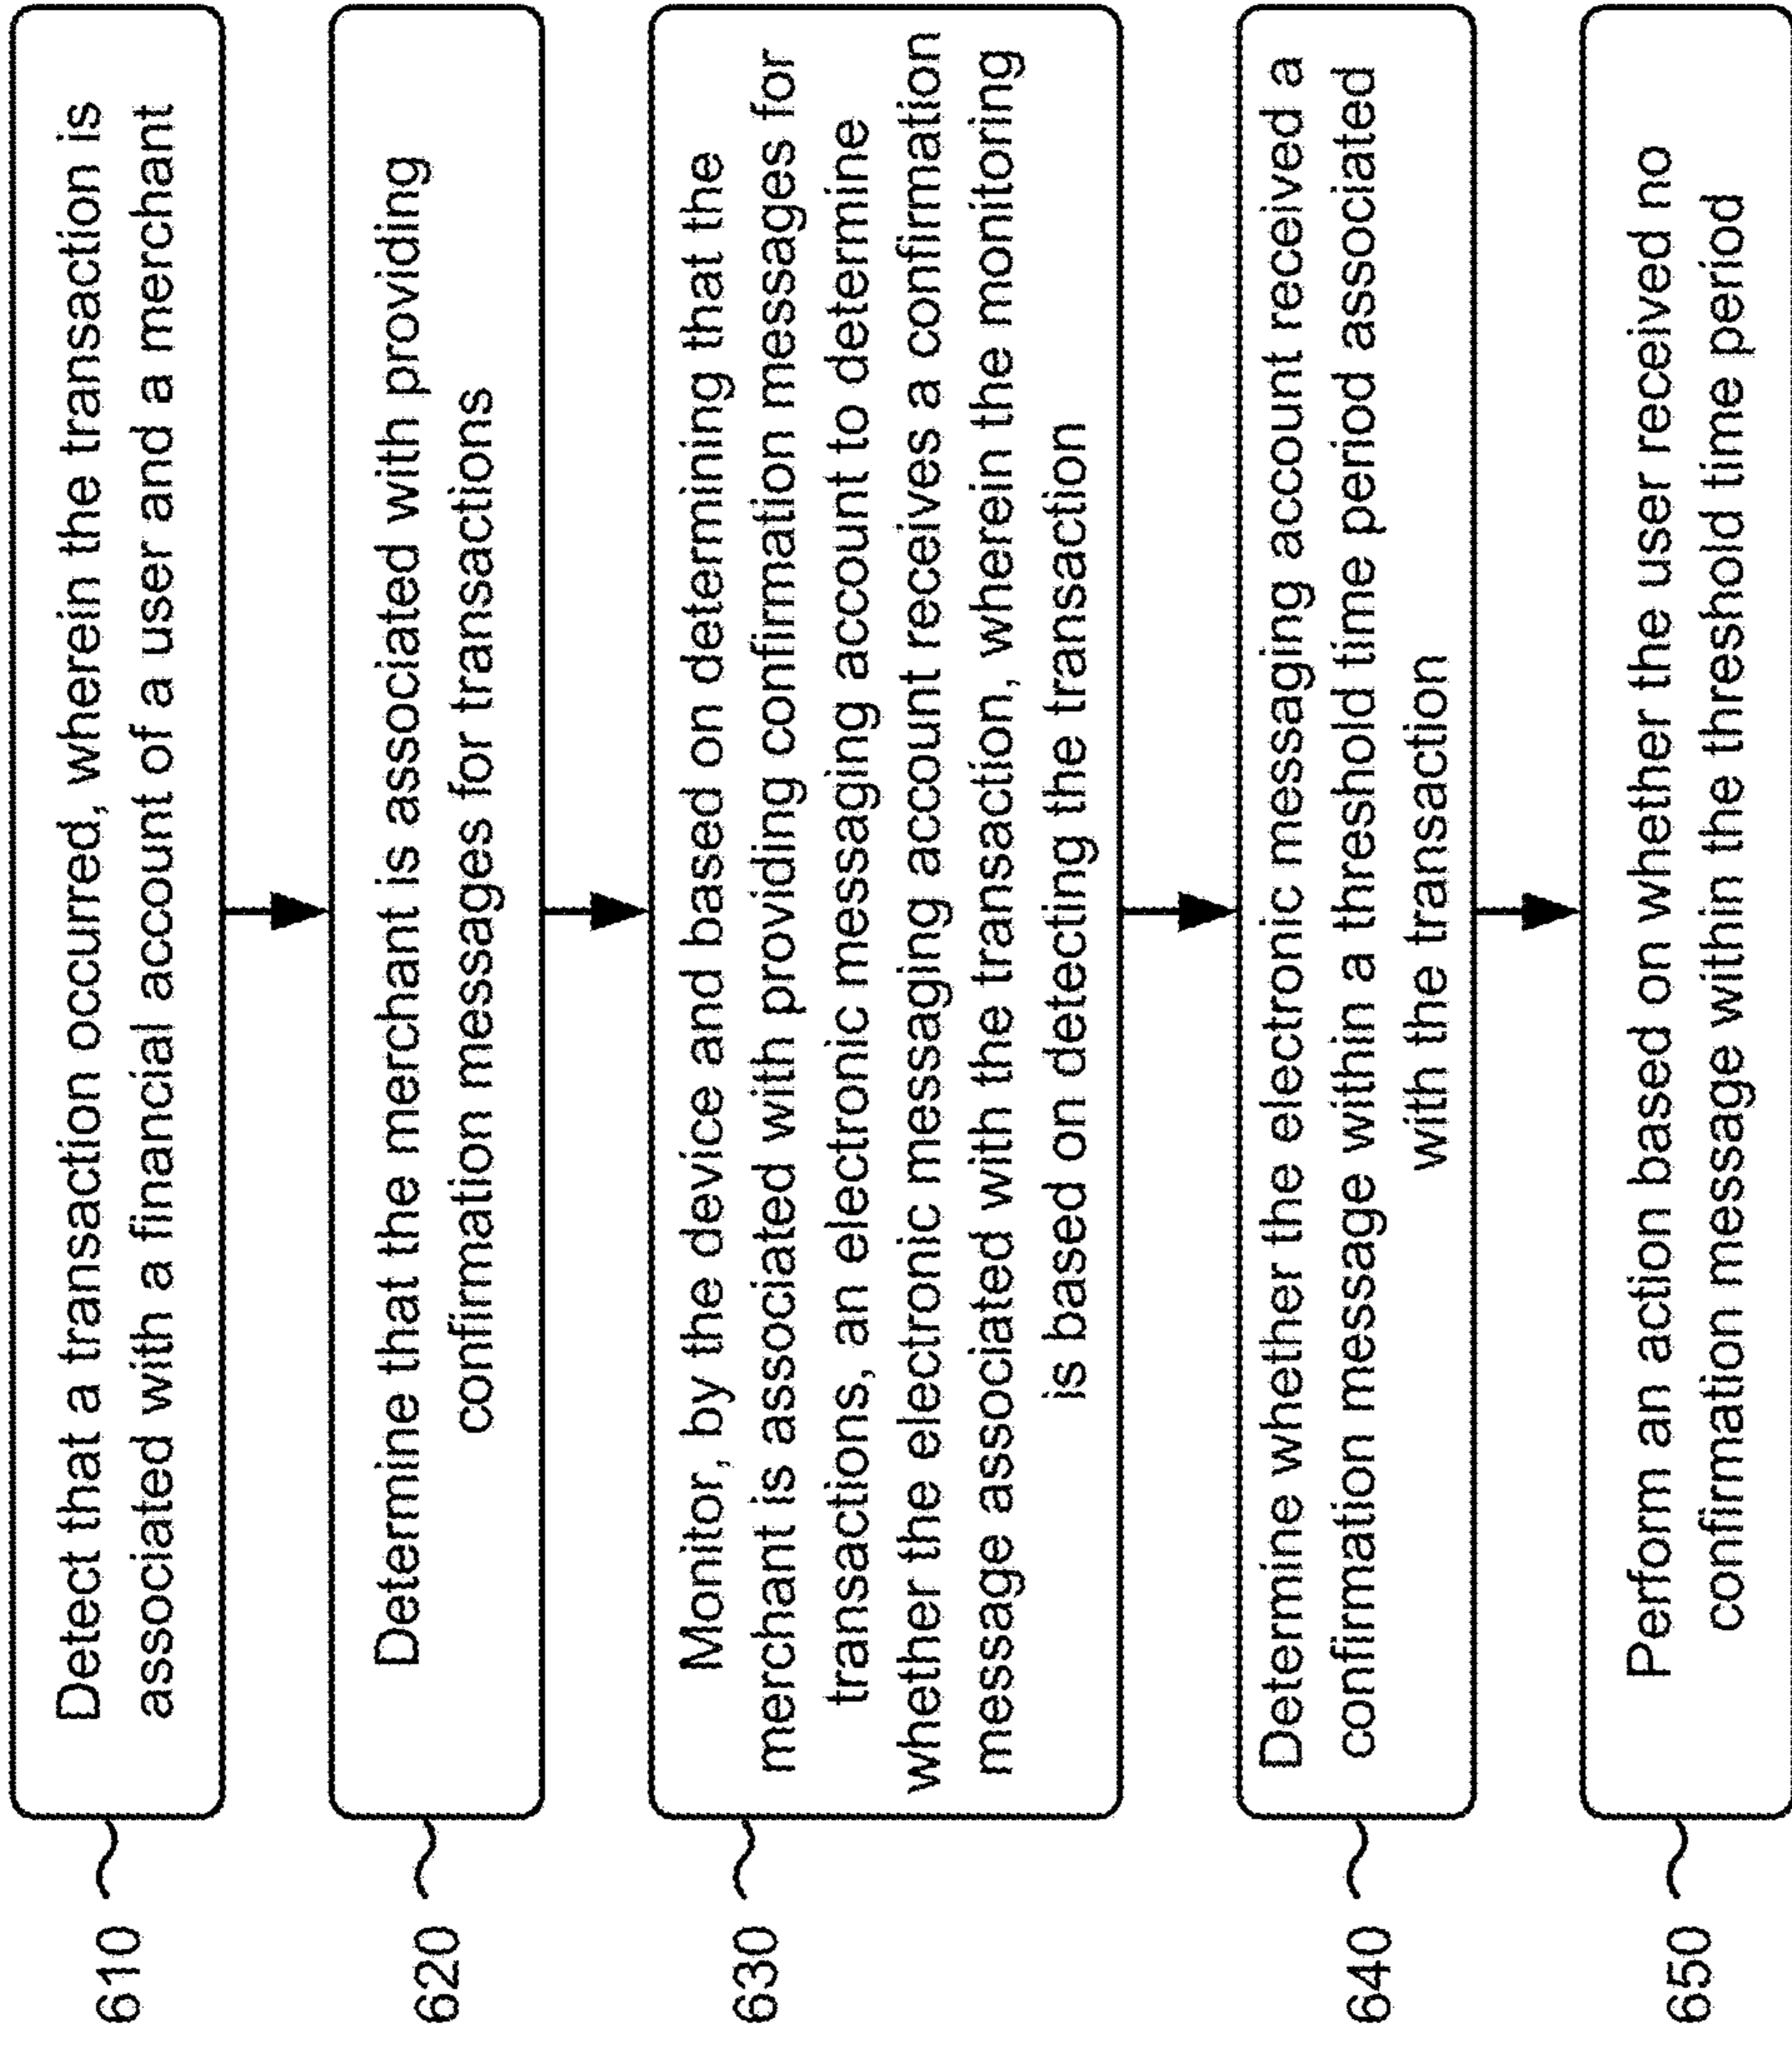 610
Detect that a transaction occurred, wherein the transaction is
associated with a financial account of a user and a merchant
620
Determine that the merchant is associated with providing
confirmation messages for transactions
630
Monitor, by the device and based on determining that the
merchant is associated with providing confirmation messages for
transactions, an electronic messaging account to determine
whether the electronic messaging account receives a confirmation
message associated with the transaction, wherein the monitoring
is based on detecting the transaction
640
Determine whether the electronic messaging account received a
confirmation message within a threshold time period associated
with the transaction
650
Perform an action based on whether the user received no
confirmation message within the threshold time period